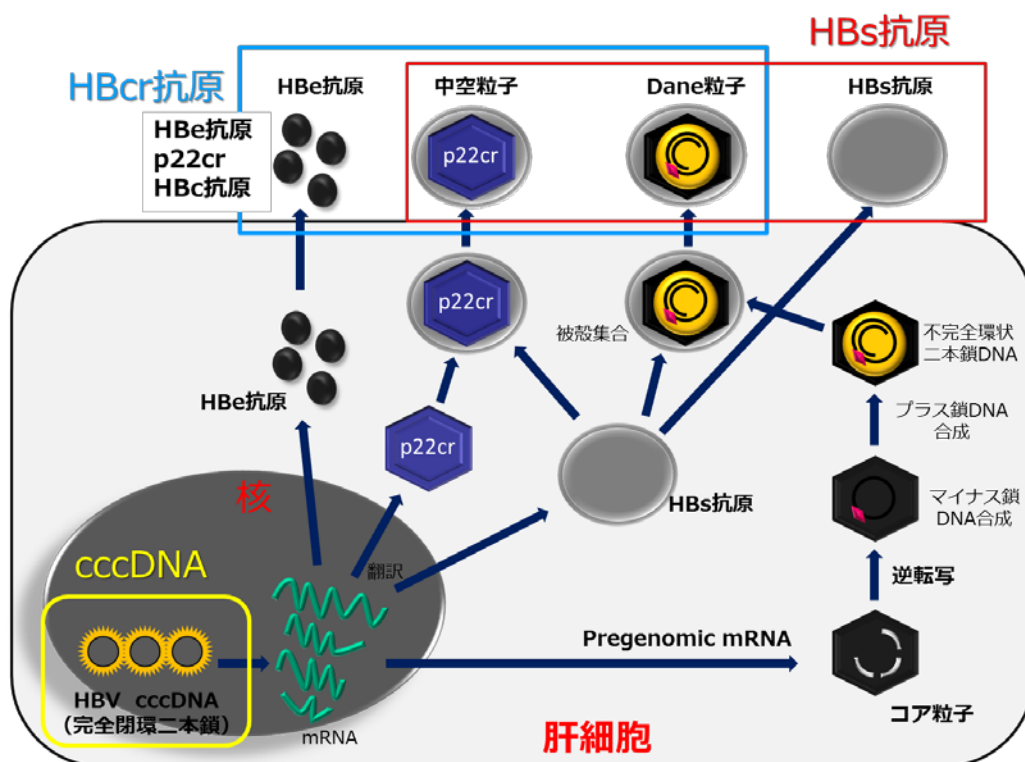 HBs抗原
HBcr抗原
HBe抗原
中空粒子
Dane粒子
HBs抗原
HBe抗原
p22cr
HBc抗原
p22cr
p22cr
被殻集合
不完全環状
二本鎖DNA
HBe抗原
プラス鎖DNA
合成
p22cr
HBs抗原
核
マイナス鎖
DNA合成
cccDNA
翻訳
逆転写
Pregenomic mRNA
HBV cccDNA
(完全閉環二本鎖)
mRNA
コア粒子
肝細胞